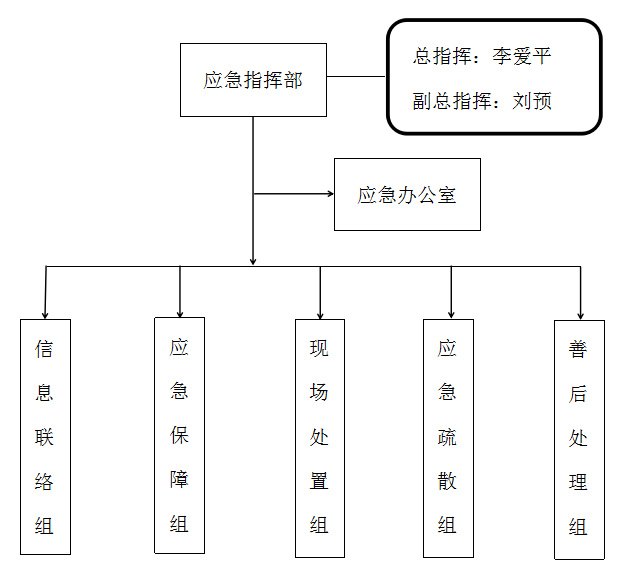 应急指挥部
总指挥：李爱平
副总指挥：刘预
应急办公室
信息联络组
应急保障组
现场处置组
应急疏散组
善后处理组